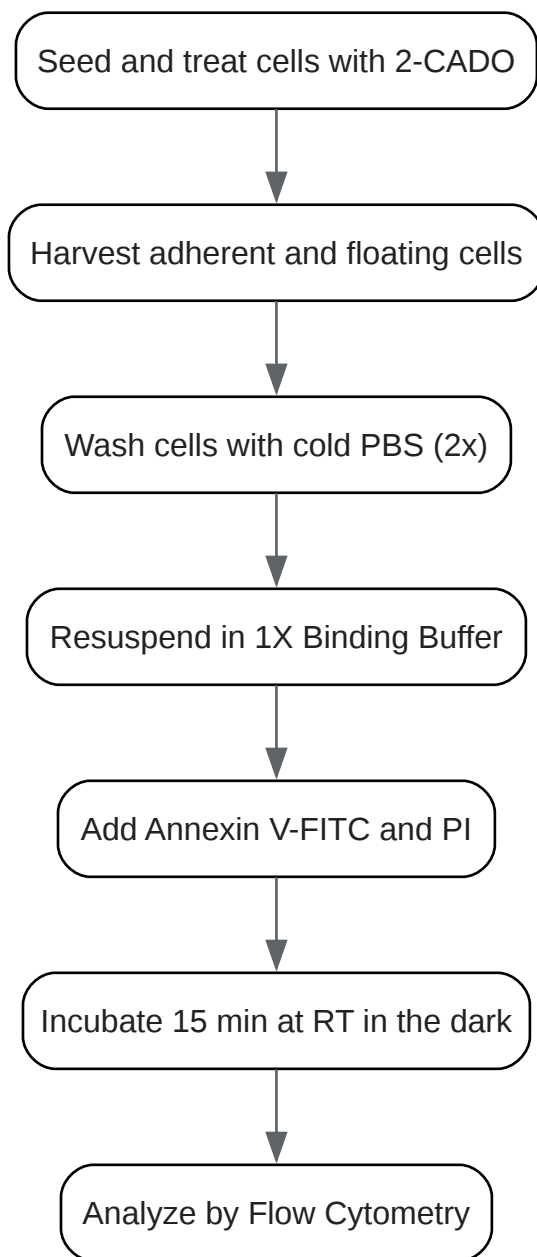 Seed and treat cells with 2-CADO
Harvest adherent and floating cells
Wash cells with cold PBS (2x)
Resuspend in 1X Binding Buffer
Add Annexin V-FITC and PI
Incubate 15 min at RT in the dark
Analyze by Flow Cytometry